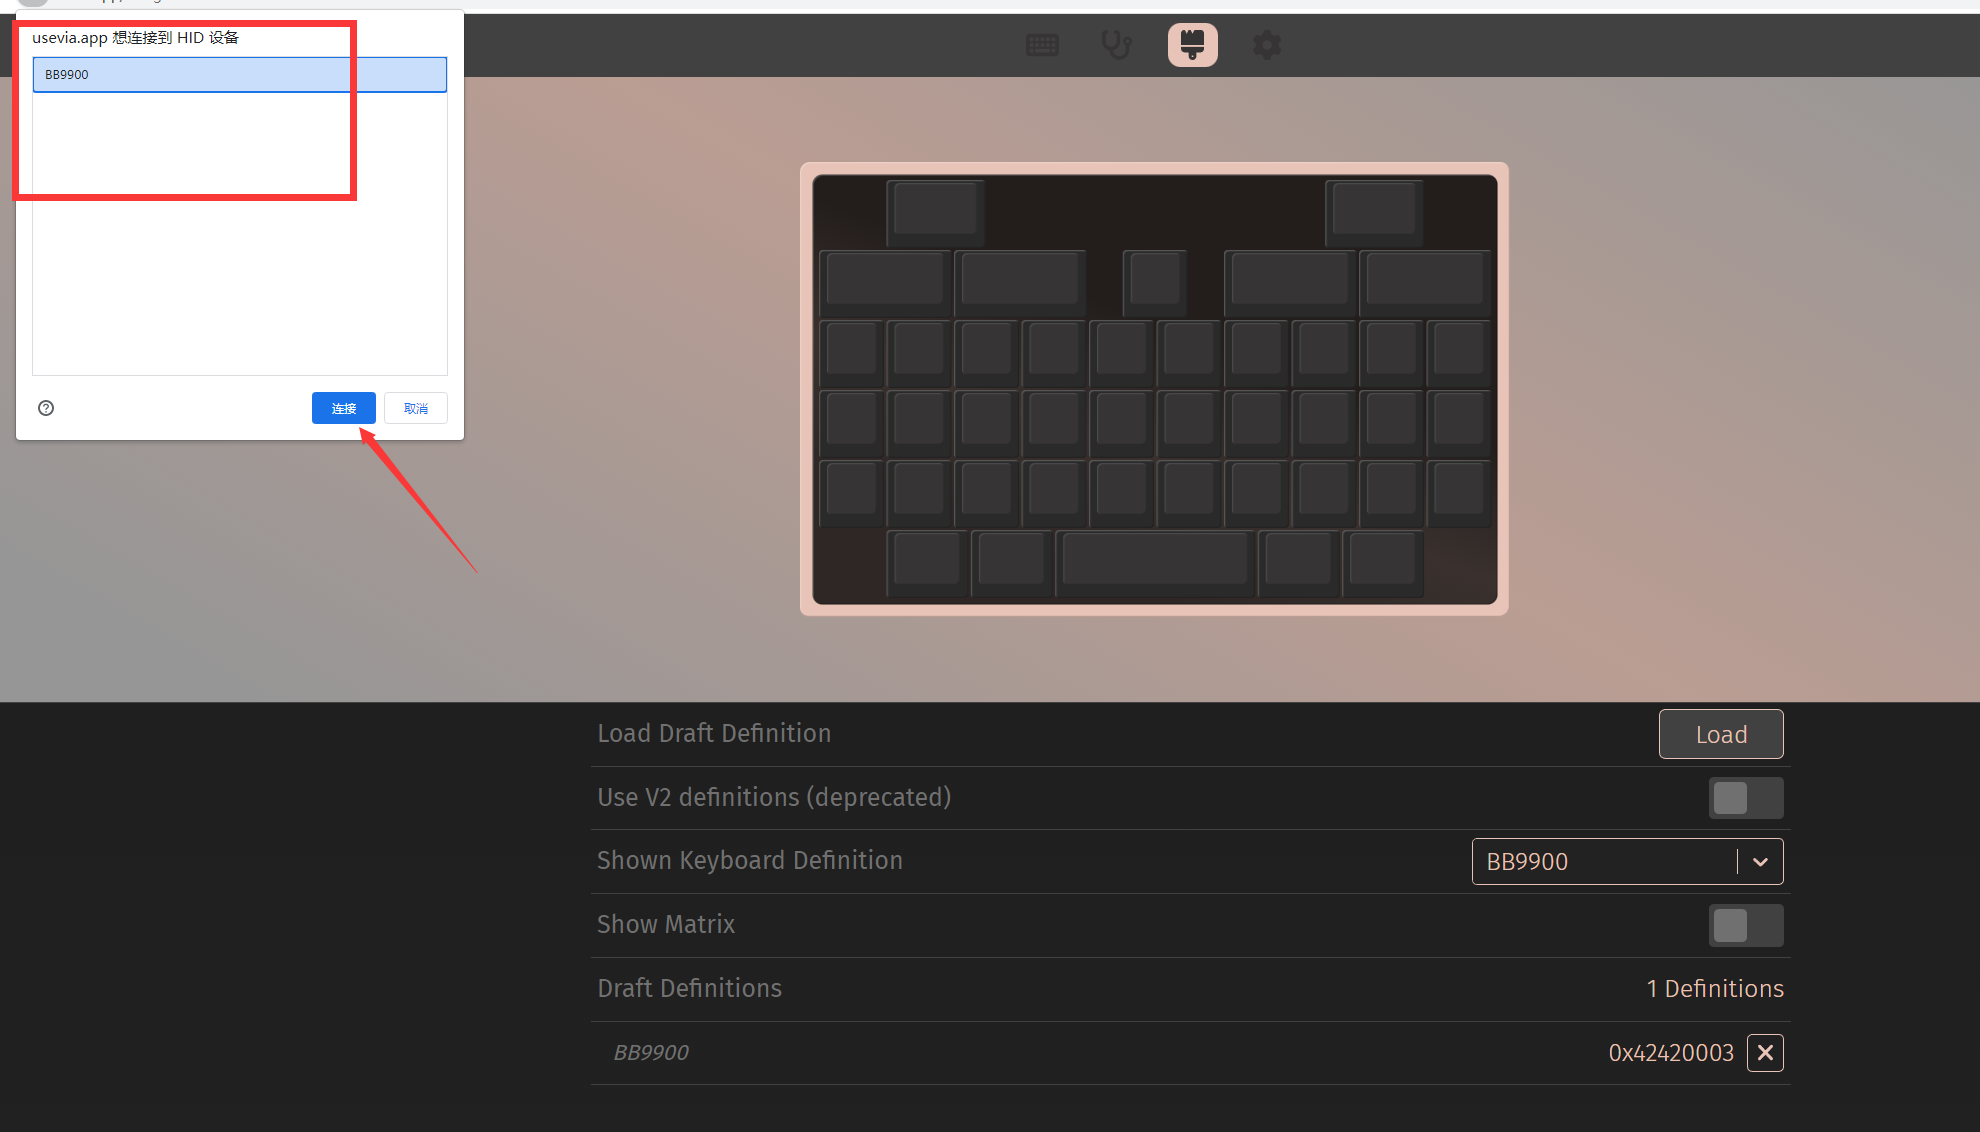 usevia.app 想连接到 HID 设备
BB9900
连接
取消
Load Draft Definition
Load
Use V2 definitions (deprecated)
Shown Keyboard Definition
BB9900
Show Matrix
Draft Definitions
1 Definitions
BB9900
0x42420003